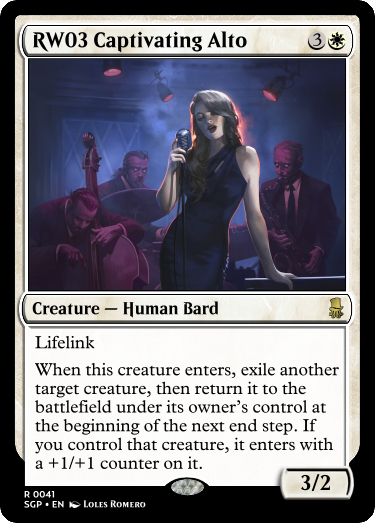 RW03 Captivating Alto 3
Creature — Human Bard
Lifelink
When this creature enters, exile another
target creature, then return it to the
battlefield under its owner's control at
the beginning of the next end step. If
you control that creature, it enters with
a +1/+1 counter on it.
3/2
R 0041
SGP • EN Loles Romero